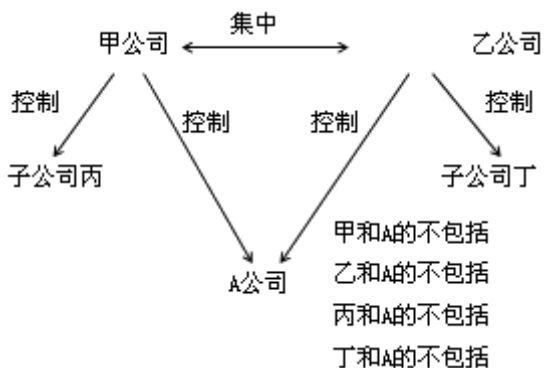 集中
甲公司
乙公司
控制
控制
控制
控制
子公司丙
子公司丁
甲和A的不包括
乙和A的不包括
A公司
丙和A的不包括
丁和A的不包括